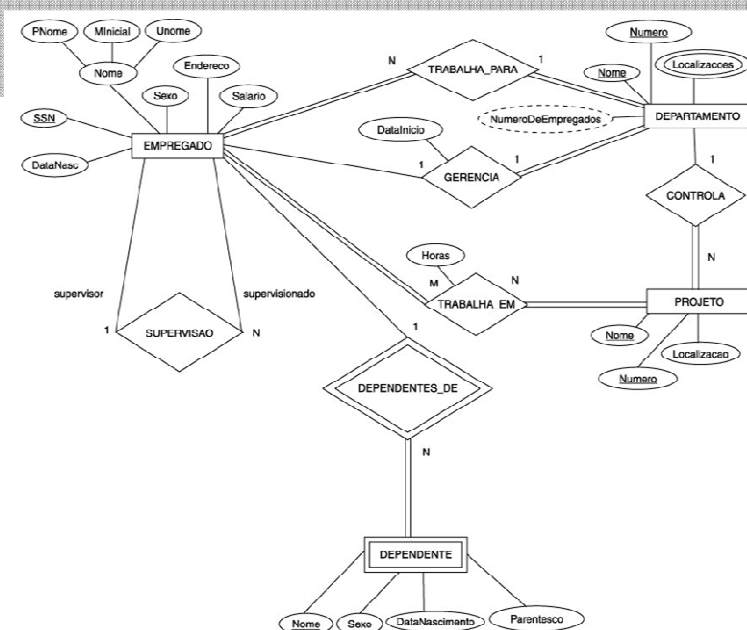 PNome
MInicial
Unome
Nome
Endereco
Sexo
Salario
SSN
EMPREGADO
DataNasc
N
TRABALHA_PARA
1
Numero
Localizacoes
Nome
NumeroDeEmpregados
DEPARTAMENTO
DataInicio
1
GERENCIA
1
1
CONTROLA
N
Horas
M
TRABALHA_EM
N
PROJETO
Nome
Localizacao
Numero
supervisor
supervisionado
1
SUPERVISAO
N
1
DEPENDENTES_DE
N
DEPENDENTE
Nome
Sexo
DataNascimento
Parentesco